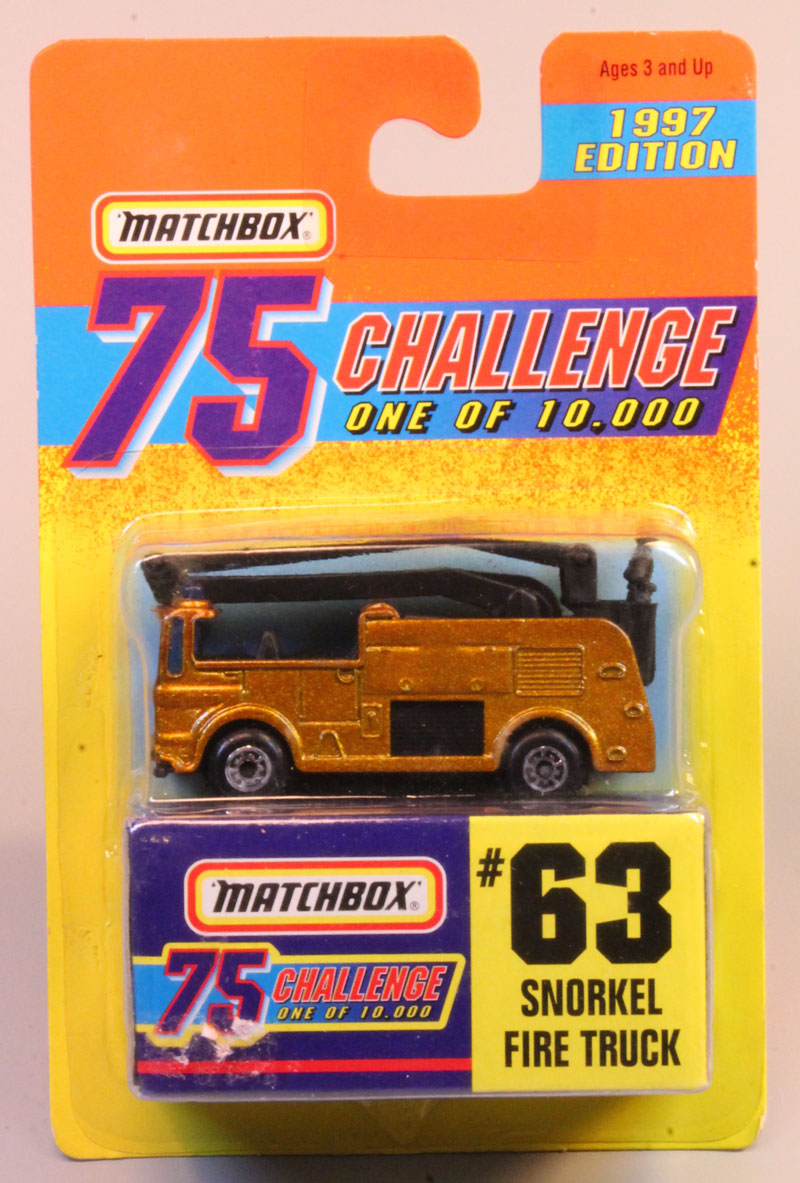 Ages 3 and Up
1997
EDITION
"MATCHBOX"®
75 CHALLENGE
ONE OF 10.000
"MATCHBOX"®
75 CHALLENGE
ONE OF 10.000
#63
SNORKEL
FIRE TRUCK